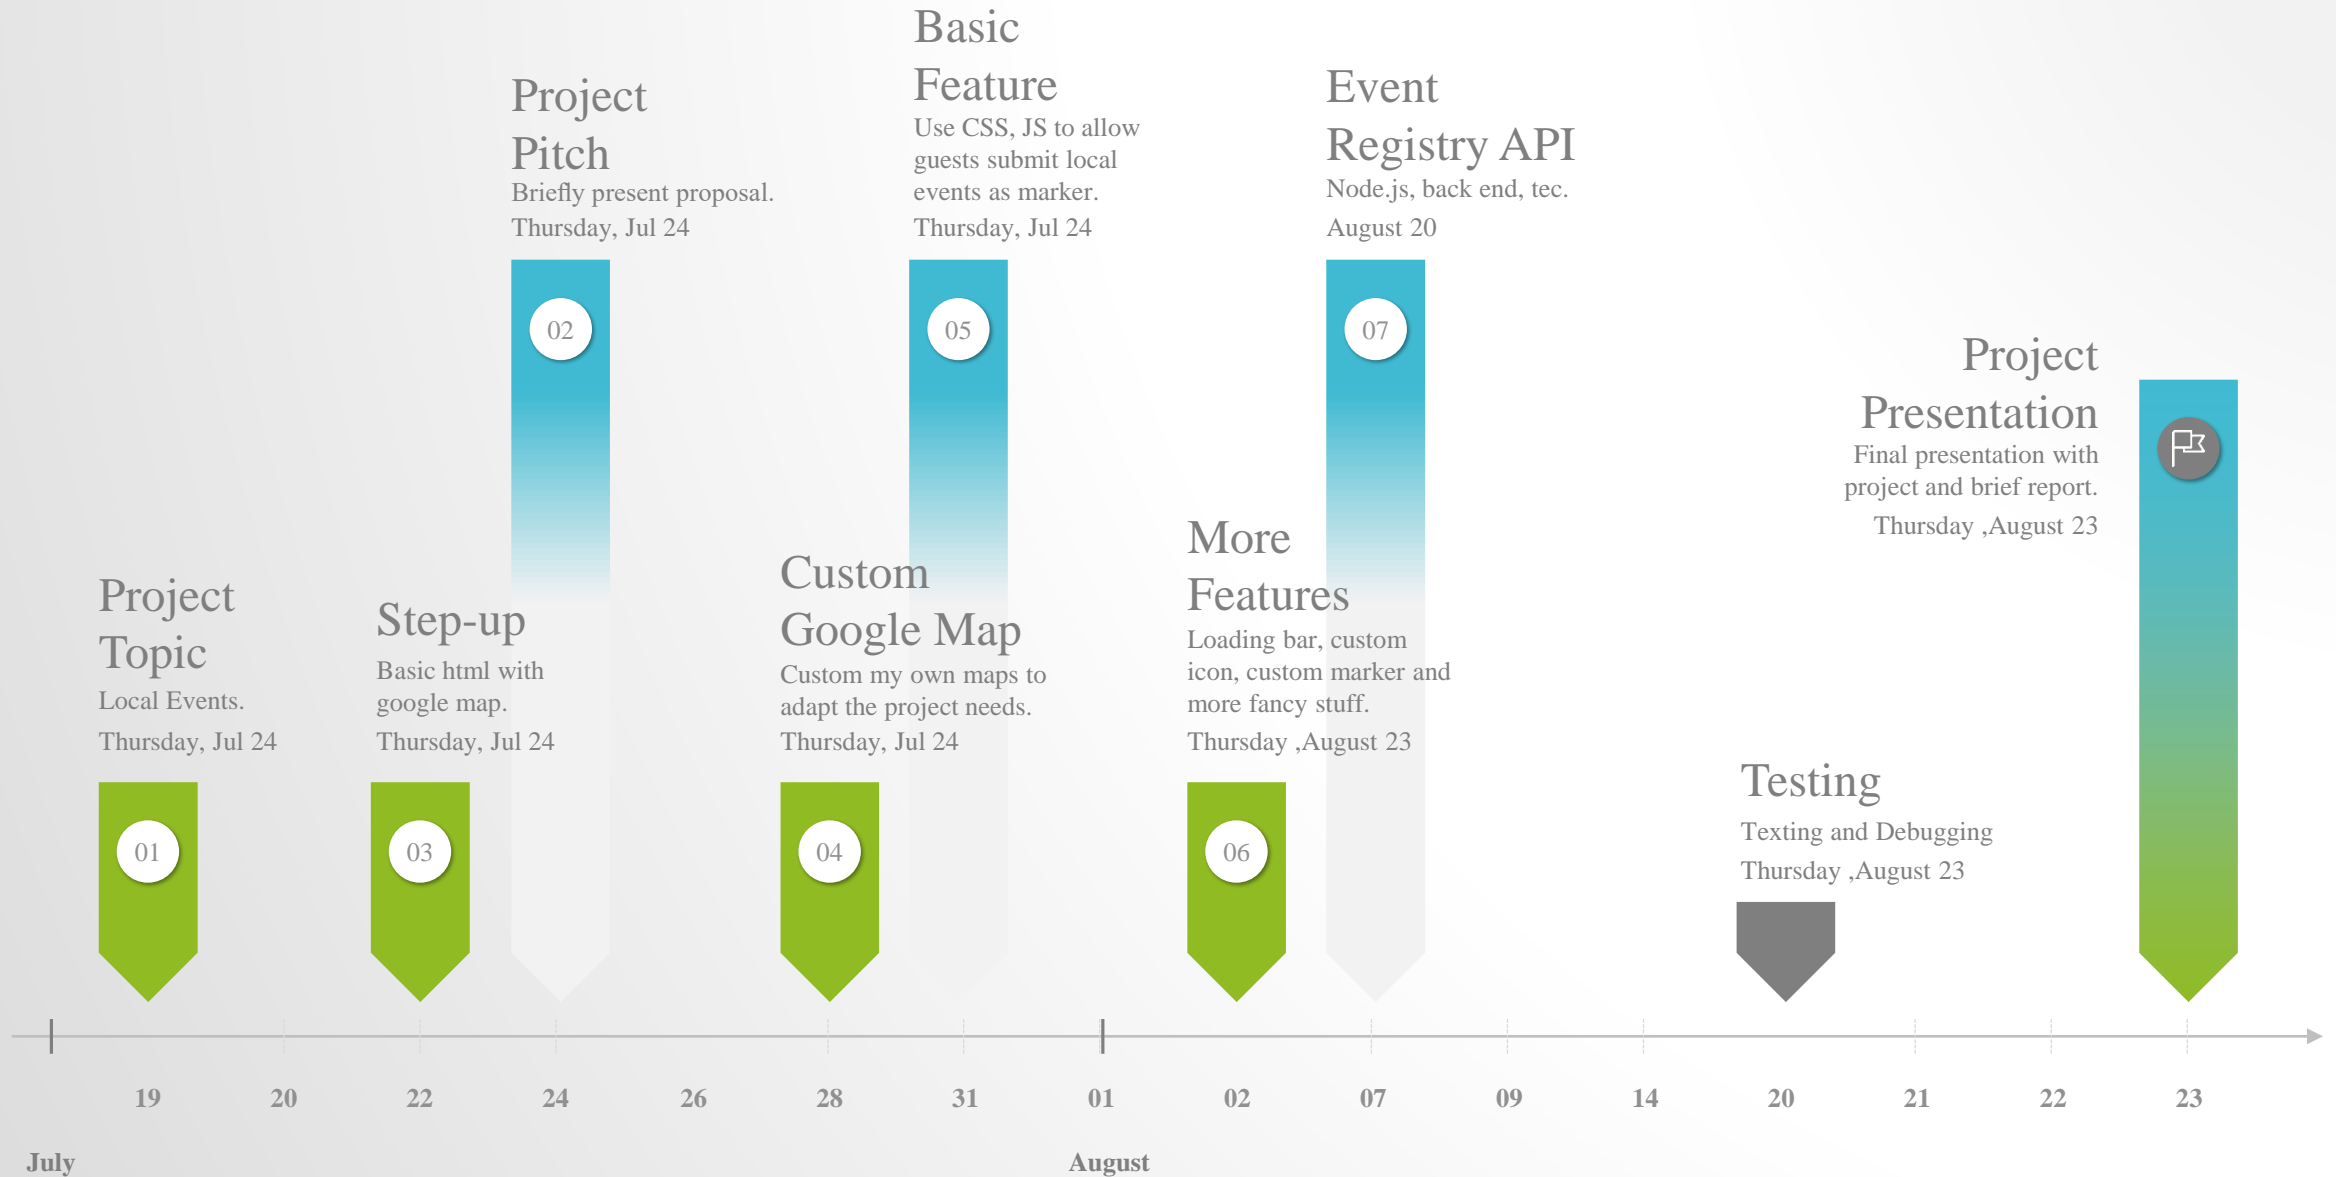 Project
Topic
Local Events.
Thursday, Jul 24
01
Project
Pitch
Briefly present proposal.
Thursday, Jul 24
02
Step-up
Basic html with
google map.
Thursday, Jul 24
03
Custom
Google Map
Custom my own maps to
adapt the project needs.
Thursday, Jul 24
04
Basic
Feature
Use CSS, JS to allow
guests submit local
events as marker.
Thursday, Jul 24
05
More
Features
Loading bar, custom
icon, custom marker and
more fancy stuff.
Thursday ,August 23
06
Event
Registry API
Node.js, back end, tec.
August 20
07
Testing
Texting and Debugging
Thursday ,August 23
Project
Presentation
Final presentation with
project and brief report.
Thursday ,August 23
19 20 22 24 26 28 31 01 02 07 09 14 20 21 22 23
July August